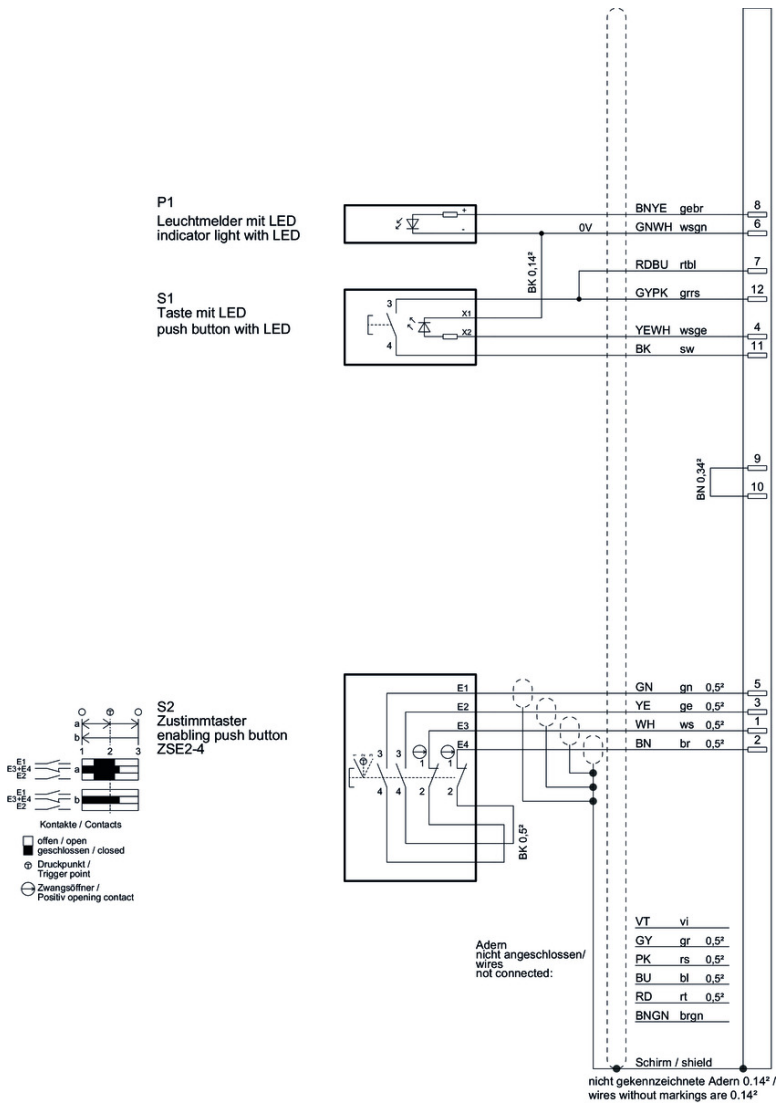 P1
Leuchtmelder mit LED
indicator light with LED
+
-
BNYE gebr 8
0V GNWH wsgn 6
BK 0,14²
RDBU rtbl 7
S1
Taste mit LED
push button with LED
3
4
X1
X2
GYPK grrs 12
YEWH wsge 4
BK sw 11
9
BN 0,34²
10
S2
Zustimmtaster
enabling push button
ZSE2-4
a
b
1 2 3
E1
E3+E4 a
E2
E1
E3+E4 b
E2
Kontakte / Contacts
offen / open
geschlossen / closed
Druckpunkt /
Trigger point
Zwangsöffner /
Positiv opening contact
E1 GN gn 0,5² 5
E2 YE ge 0,5² 3
E3 WH ws 0,5² 1
E4 BN br 0,5² 2
3 3 1 1
4 4 2 2
BK 0,5²
Adern
nicht angeschlossen/
wires
not connected:
VT vi
GY gr 0,5²
PK rs 0,5²
BU bl 0,5²
RD rt 0,5²
BNGN brgn
Schirm / shield
nicht gekennzeichnete Adern 0.14² /
wires without markings are 0.14²